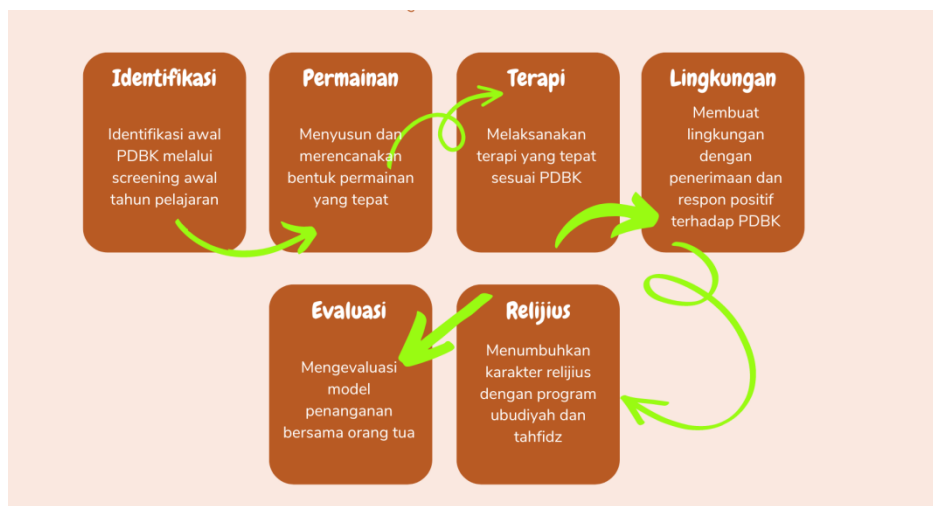 Identifikasi
Identifikasi awal
PDBK melalui
screening awal
tahun pelajaran
Permainan
Menyusun dan
merencanakan
bentuk permainan
yang tepat
Terapi
Melaksanakan
terapi yang tepat
sesuai PDBK
Lingkungan
Membuat
lingkungan
dengan
penerimaan dan
respon positif
terhadap PDBK
Evaluasi
Mengevaluasi
model
penanganan
bersama orang tua
Relijius
Menumbuhkan
karakter relijius
dengan program
ubudiyah dan
tahfidz